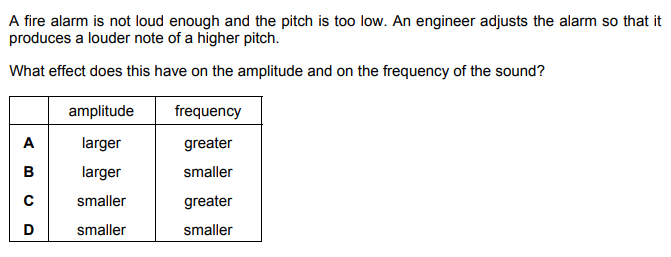 A fire alarm is not loud enough and the pitch is too low. An engineer adjusts the alarm so that it
produces a louder note of a higher pitch.
What effect does this have on the amplitude and on the frequency of the sound?
amplitude frequency
A larger greater
B larger smaller
C smaller greater
D smaller smaller